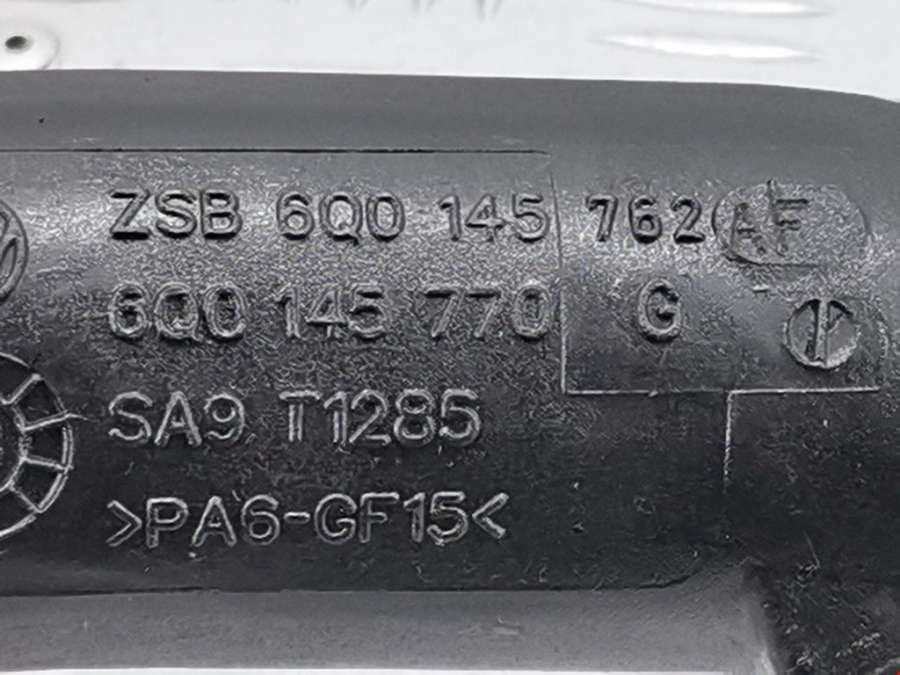 ZSB 6Q0 145 762 AF
6Q0 145 770 G
SA9 T1285
>PA6-GF15<